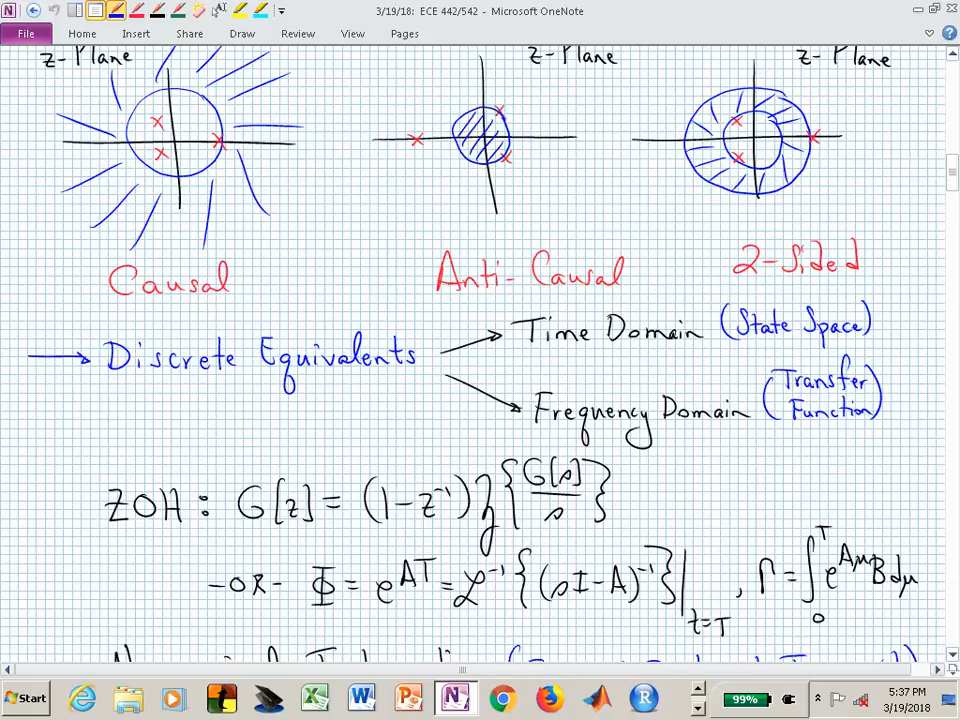 3/19/18: ECE 442/542 - Microsoft OneNote
File Home Insert Share Draw Review View Pages
z-Plane z-Plane z-Plane
Causal Anti-Causal 2-Sided
→ Discrete Equivalents → Time Domain (State Space)
→ Frequency Domain (Transfer Function)
ZOH: G[z] = (1-z⁻¹) 𝓏{G[s]/s}
-OR- Φ = e^{AT} = ℒ⁻¹{(sI-A)⁻¹}|_{t=T} , Γ = ∫₀ᵀ e^{Aμ}B dμ
Start
99%
5:37 PM
3/19/2018